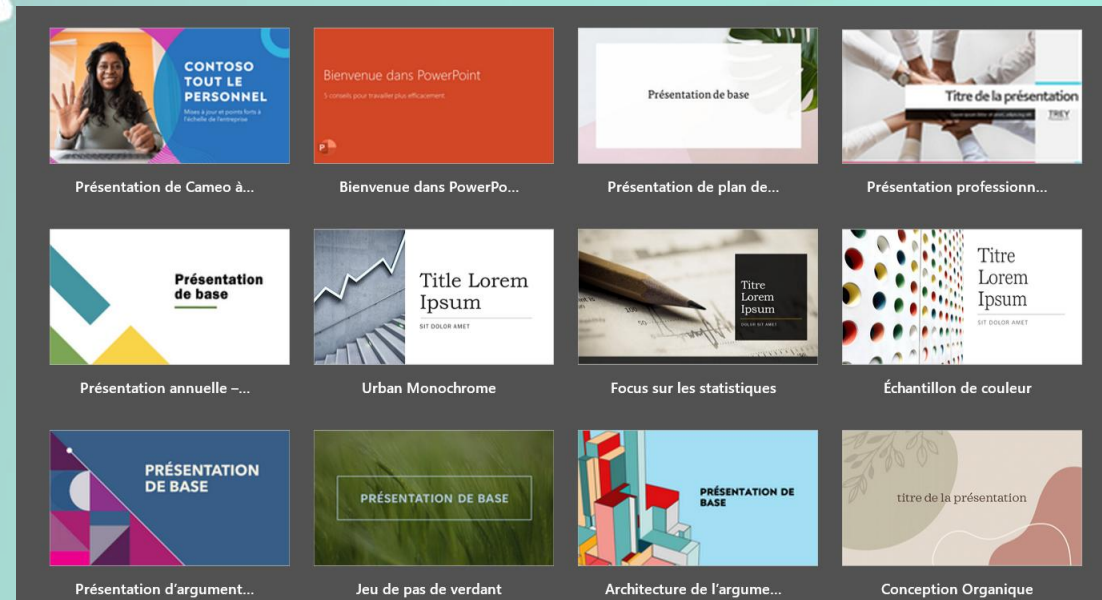 CONTOSO
TOUT LE
PERSONNEL
Mises à jour et points forts à
l'échelle de l'entreprise
Bienvenue dans PowerPoint
5 conseils pour travailler plus efficacement
P
Présentation de base
Titre de la présentation
TREY
Présentation de Cameo à...
Bienvenue dans PowerPo...
Présentation de plan de...
Présentation professionn...
Présentation
de base
Title Lorem
Ipsum
SIT DOLOR AMET
Titre
Lorem
Ipsum
SIT DOLOR AMET
Titre
Lorem
Ipsum
SIT DOLOR AMET
Présentation annuelle –...
Urban Monochrome
Focus sur les statistiques
Échantillon de couleur
PRÉSENTATION
DE BASE
PRÉSENTATION DE BASE
PRÉSENTATION DE
BASE
titre de la présentation
Présentation d'argument...
Jeu de pas de verdant
Architecture de l'argume...
Conception Organique